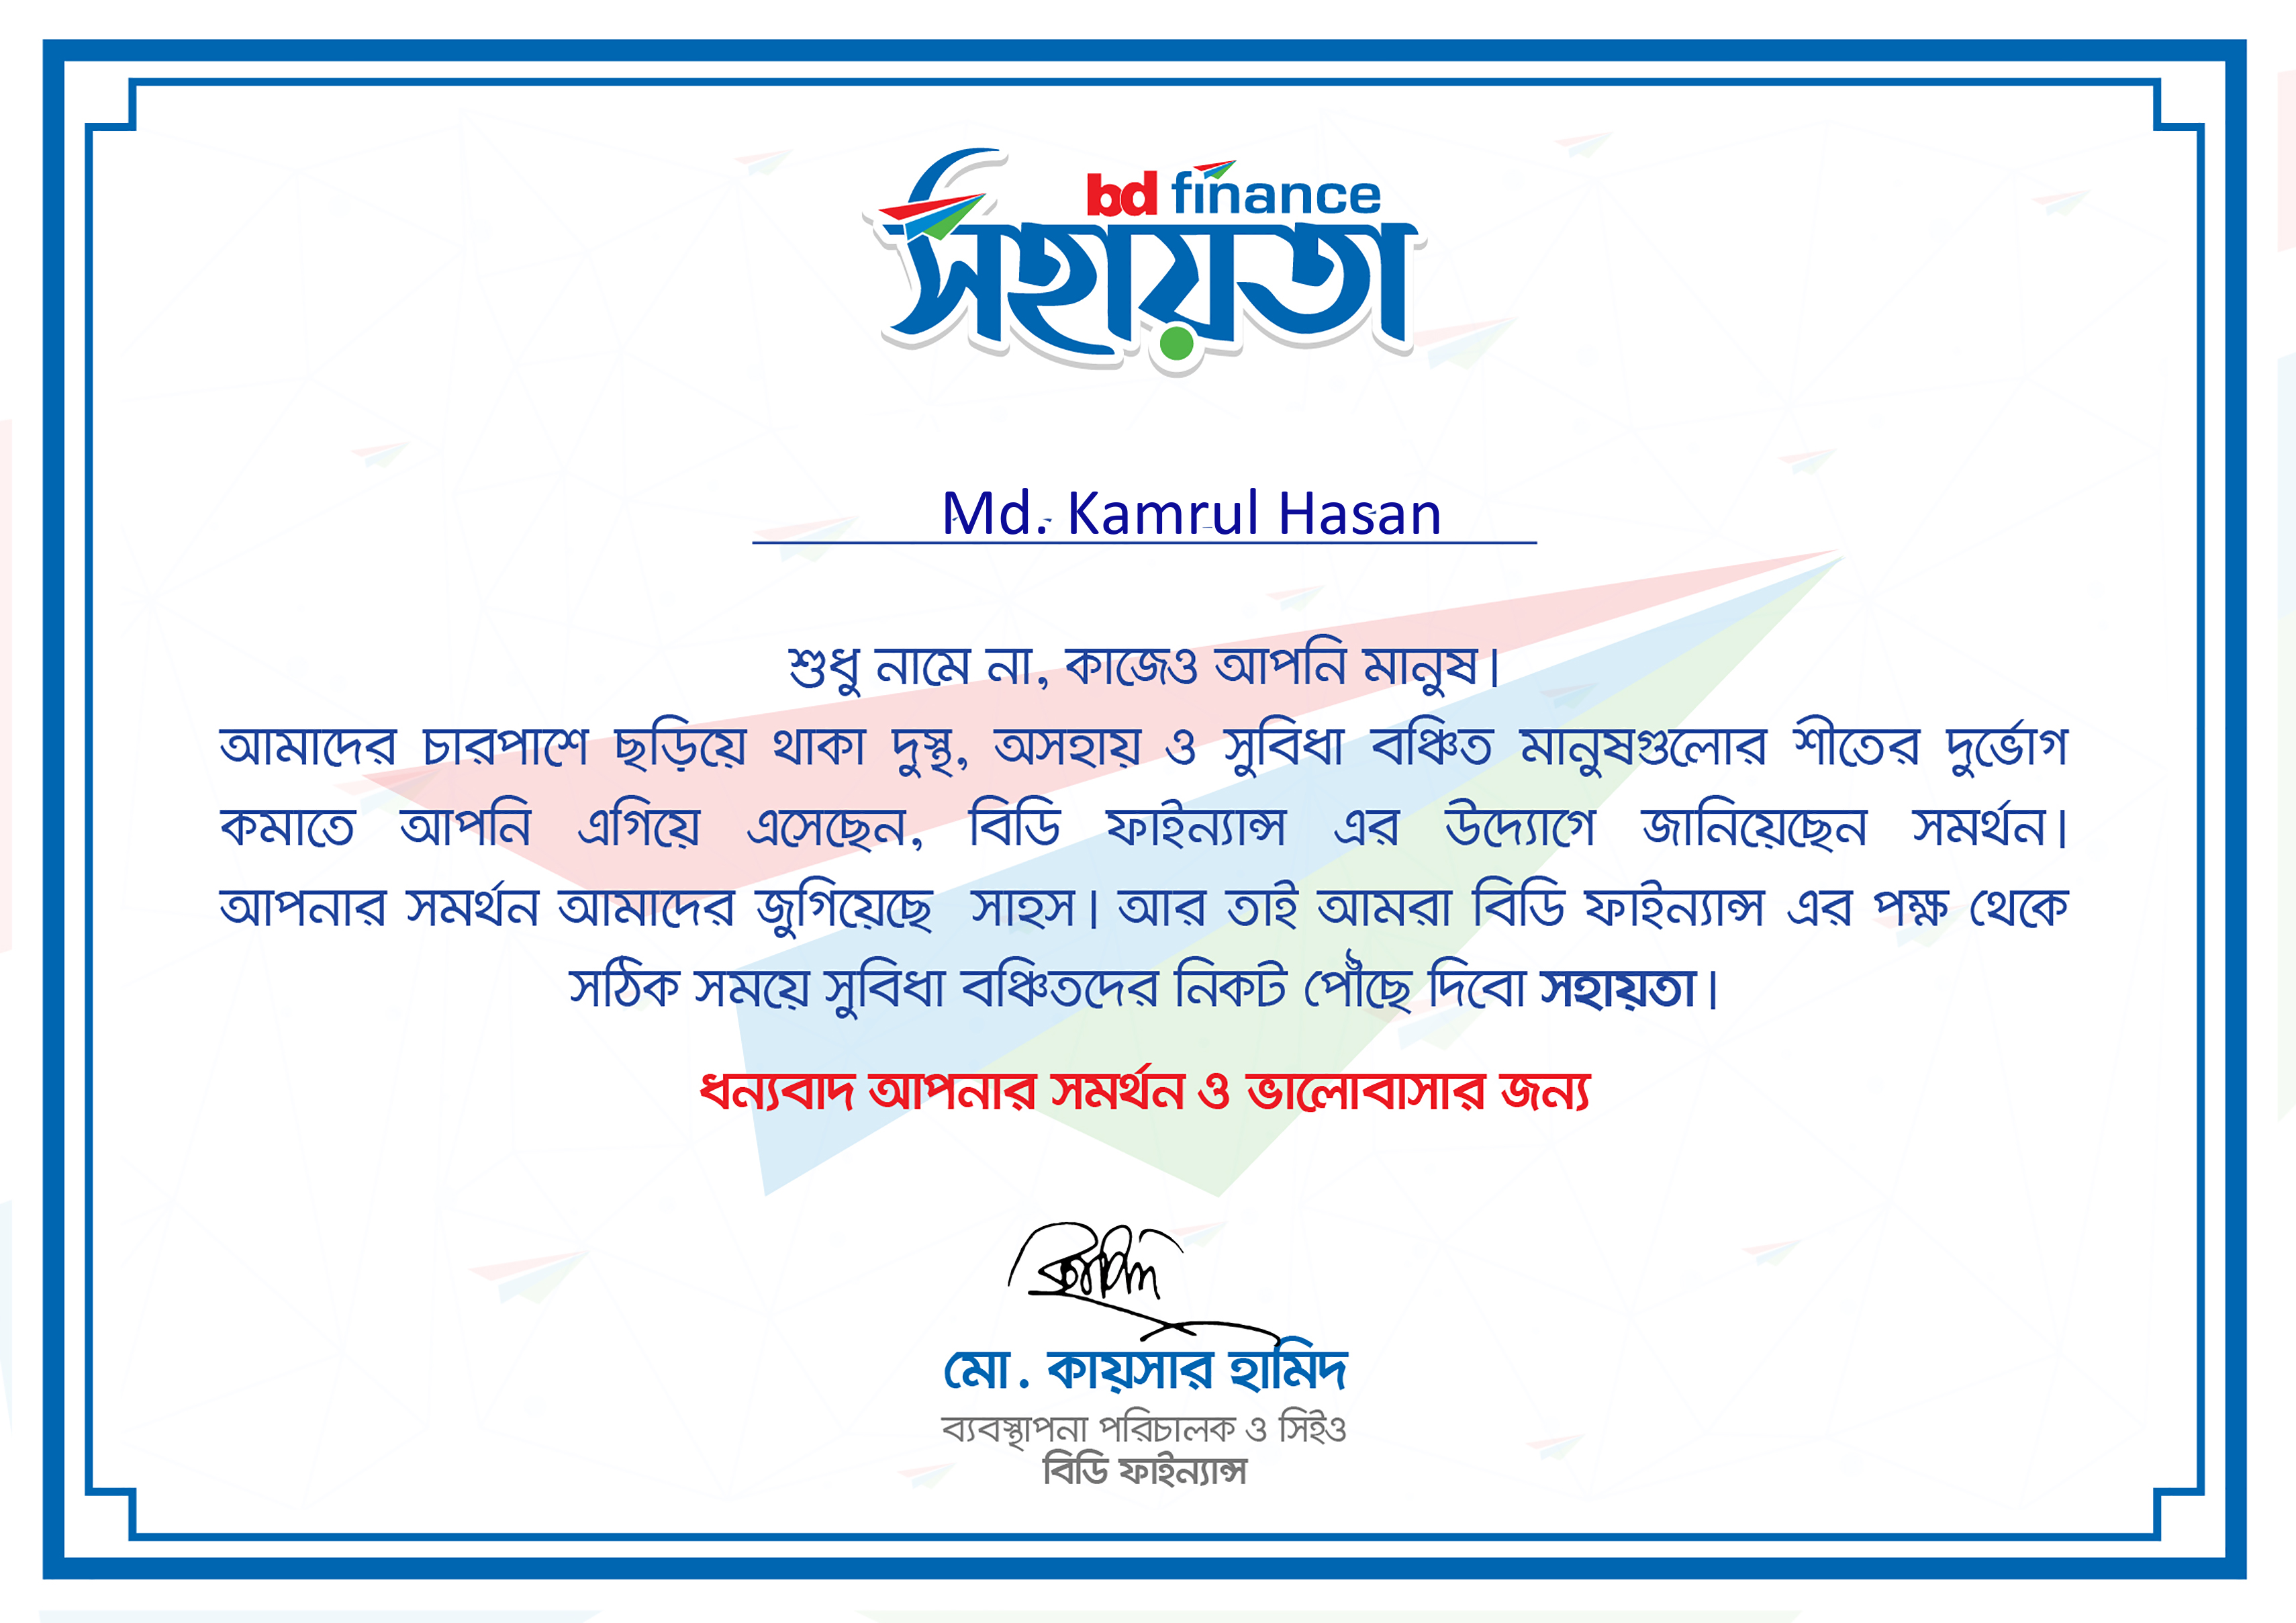 bd finance
সহায়তা
Md. Kamrul Hasan
শুধু নামে না, কাজেও আপনি মানুষ।
আমাদের চারপাশে ছড়িয়ে থাকা দুস্থ, অসহায় ও সুবিধা বঞ্চিত মানুষগুলোর শীতের দুর্ভোগ
কমাতে আপনি এগিয়ে এসেছেন, বিডি ফাইন্যান্স এর উদ্যোগে জানিয়েছেন সমর্থন।
আপনার সমর্থন আমাদের জুগিয়েছে সাহস। আর তাই আমরা বিডি ফাইন্যান্স এর পক্ষ থেকে
সঠিক সময়ে সুবিধা বঞ্চিতদের নিকট পৌঁছে দিবো সহায়তা।
ধন্যবাদ আপনার সমর্থন ও ভালোবাসার জন্য
মো. কায়সার হামিদ
ব্যবস্থাপনা পরিচালক ও সিইও
বিডি ফাইন্যান্স